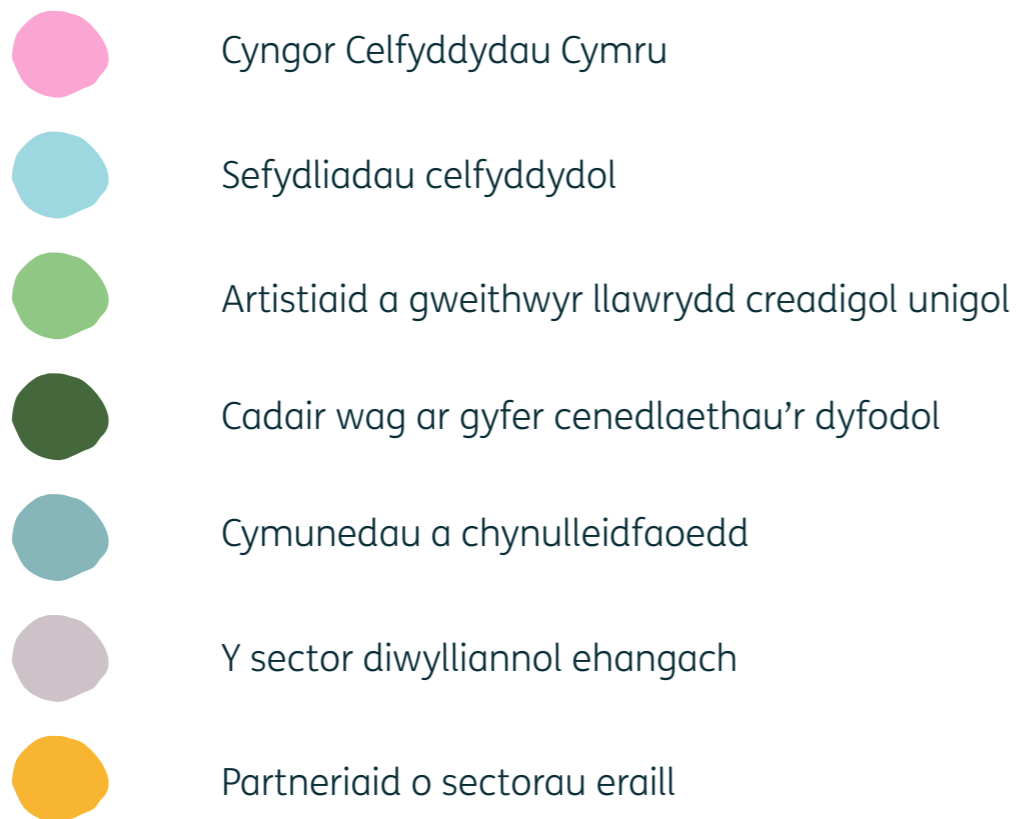 Cyngor Celfyddydau Cymru
Sefydliadau celfyddydol
Artistiaid a gweithwyr llawrydd creadigol unigol
Cadair wag ar gyfer cenedlaethau’r dyfodol
Cymunedau a chynulleidfaoedd
Y sector diwylliannol ehangach
Partneriaid o sectorau eraill